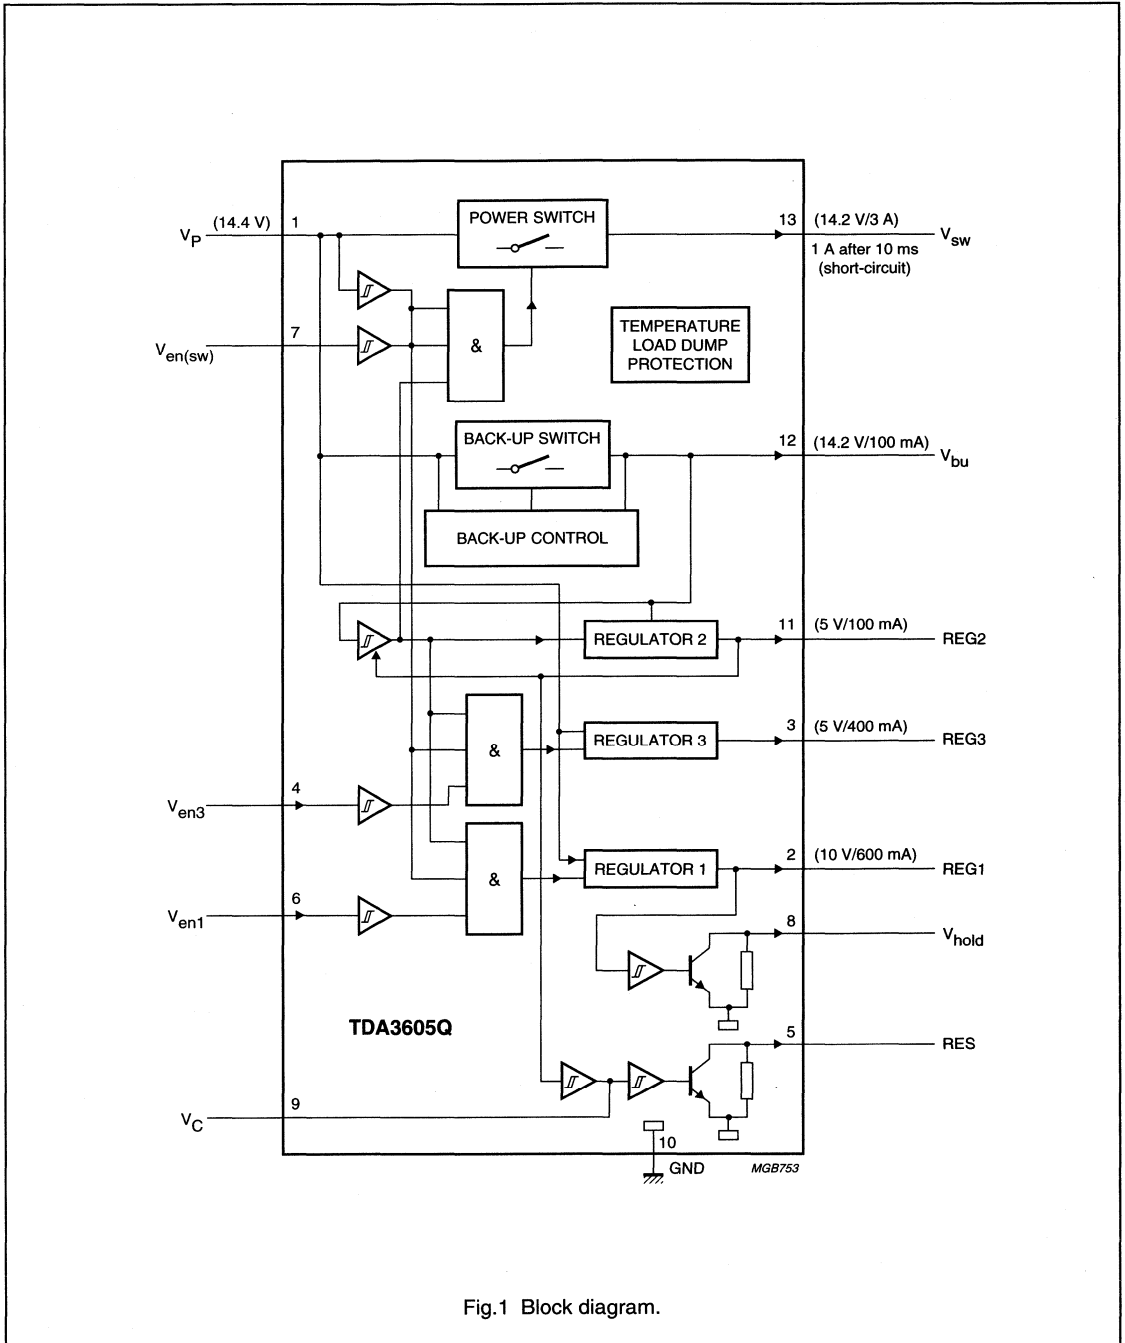 POWER SWITCH
V_P (14.4 V) 1
13 (14.2 V/3 A) V_sw
1 A after 10 ms
(short-circuit)
7
V_en(sw)
&
TEMPERATURE
LOAD DUMP
PROTECTION
BACK-UP SWITCH
12 (14.2 V/100 mA) V_bu
BACK-UP CONTROL
REGULATOR 2
11 (5 V/100 mA) REG2
&
REGULATOR 3
3 (5 V/400 mA) REG3
4
V_en3
&
REGULATOR 1
2 (10 V/600 mA) REG1
6
V_en1
8 V_hold
TDA3605Q
5 RES
9
V_C
10
GND
MGB753
Fig.1 Block diagram.